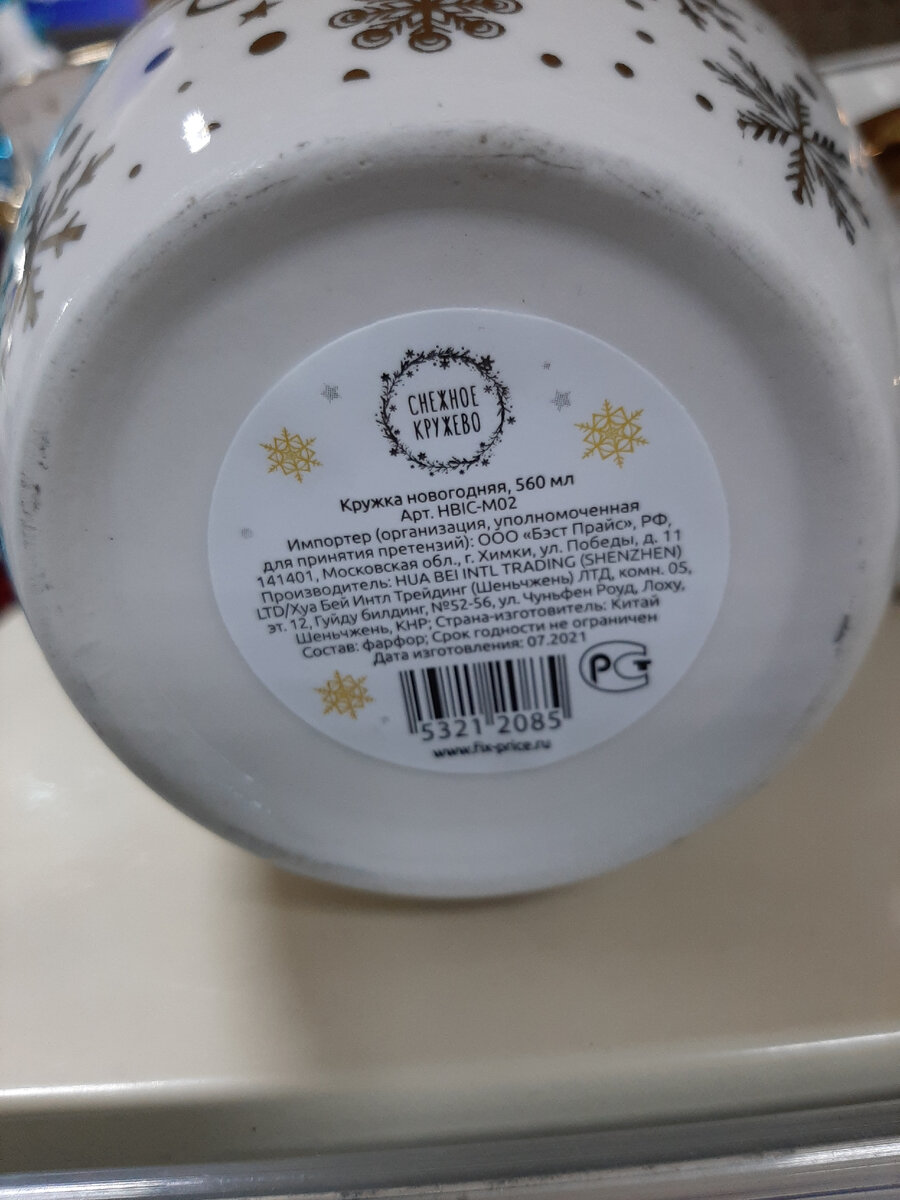 СНЕЖНОЕ
КРУЖЕВО
Кружка новогодняя, 560 мл
Арт. HBIC-M02
Импортер (организация, уполномоченная
для принятия претензий): ООО «Бэст Прайс», РФ,
141401, Московская обл., г. Химки, ул. Победы, д. 11
Производитель: HUA BEI INTL TRADING (SHENZHEN)
LTD/Хуа Бей Интл Трейдинг (Шеньчжень) ЛТД, комн. 05,
эт. 12, Гуйду билдинг, №52-56, ул. Чуньфен Роуд, Лоху,
Шеньчжень, КНР; Страна-изготовитель: Китай
Состав: фарфор; Срок годности не ограничен
Дата изготовления: 07.2021
РСТ
5321 2085
www.fix-price.ru